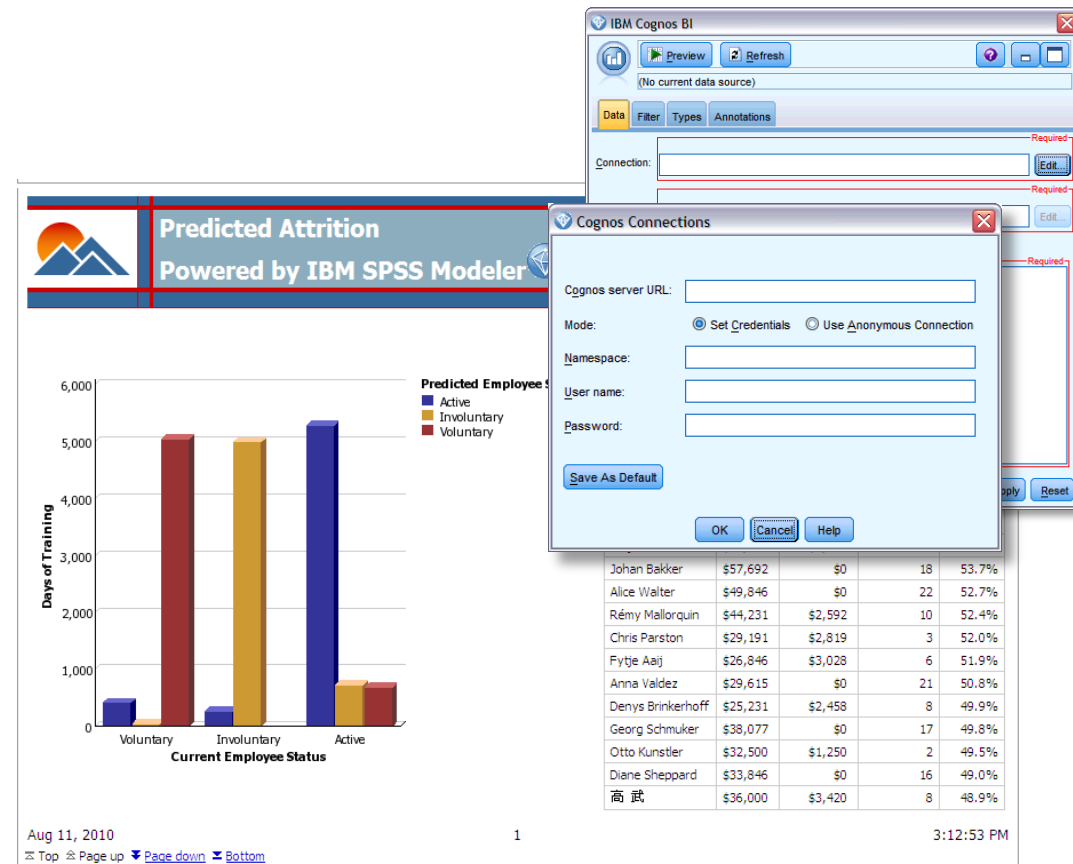 IBM Cognos BI
Preview Refresh
(No current data source)
Data Filter Types Annotations
Required
Connection: Edit...
Required
Edit...
Required
Reset
Cognos Connections
Cognos server URL:
Mode: Set Credentials Use Anonymous Connection
Namespace:
User name:
Password:
Save As Default
OK Cancel Help
Predicted Attrition
Powered by IBM SPSS Modeler
Predicted Employee
Active
Involuntary
Voluntary
Days of Training
6,000
5,000
4,000
3,000
2,000
1,000
0
Voluntary Involuntary Active
Current Employee Status
Johan Bakker $57,692 $0 18 53.7%
Alice Walter $49,846 $0 22 52.7%
Rémy Mallorquin $44,231 $2,592 10 52.4%
Chris Parston $29,191 $2,819 3 52.0%
Fytje Aaij $26,846 $3,028 6 51.9%
Anna Valdez $29,615 $0 21 50.8%
Denys Brinkerhoff $25,231 $2,458 8 49.9%
Georg Schmuker $38,077 $0 17 49.8%
Otto Kunstler $32,500 $1,250 2 49.5%
Diane Sheppard $33,846 $0 16 49.0%
高 武 $36,000 $3,420 8 48.9%
Aug 11, 2010 1 3:12:53 PM
Top Page up Page down Bottom